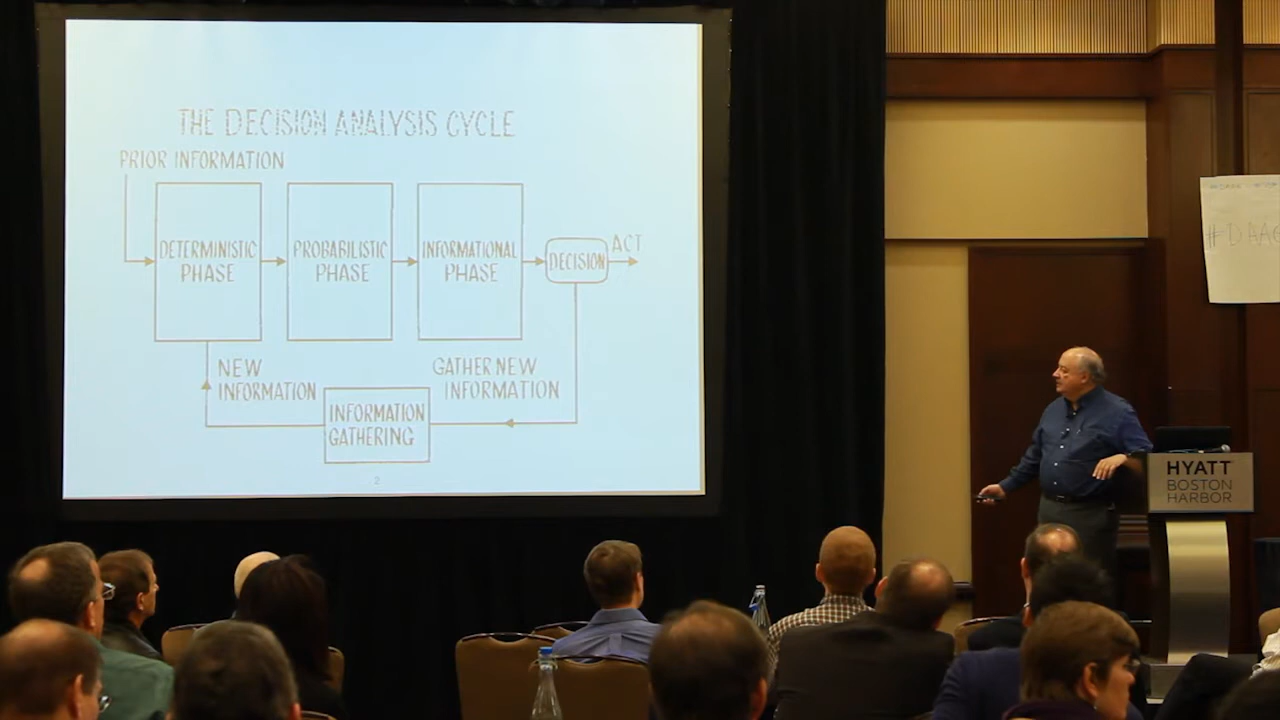 THE DECISION ANALYSIS CYCLE
PRIOR INFORMATION
DETERMINISTIC
PHASE
PROBABILISTIC
PHASE
INFORMATIONAL
PHASE
DECISION
ACT
NEW
INFORMATION
GATHER NEW
INFORMATION
INFORMATION
GATHERING
2
HYATT
BOSTON
HARBOR